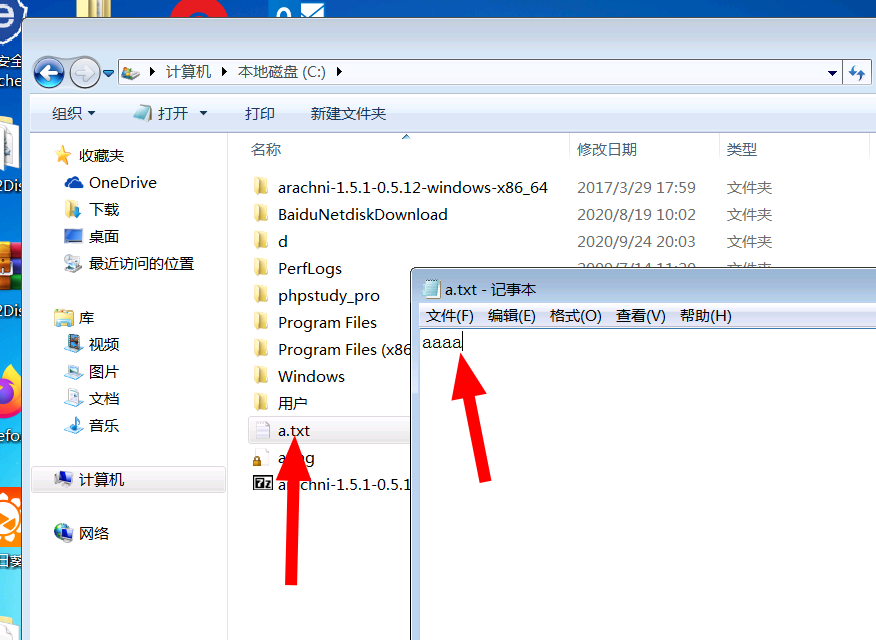 安全
che
2Dis
2Dis
efo
日葵
计算机 本地磁盘 (C:)
组织 打开 打印 新建文件夹
名称 修改日期 类型
收藏夹
OneDrive
下载
桌面
最近访问的位置
库
视频
图片
文档
音乐
计算机
网络
arachni-1.5.1-0.5.12-windows-x86_64 2017/3/29 17:59 文件夹
BaiduNetdiskDownload 2020/8/19 10:02 文件夹
d 2020/9/24 20:03 文件夹
PerfLogs
phpstudy_pro
Program Files
Program Files (x86
Windows
用户
a.txt
arachni-1.5.1-0.5.1
a.txt - 记事本
文件(F) 编辑(E) 格式(O) 查看(V) 帮助(H)
aaaa